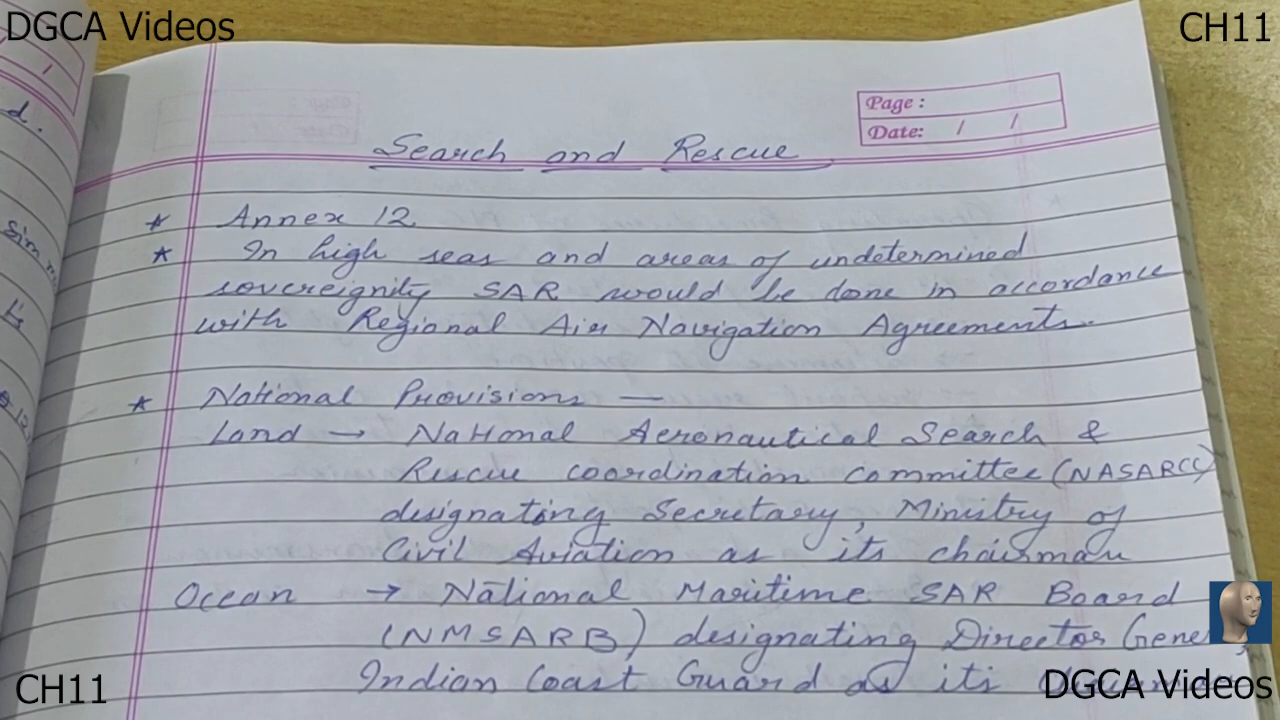 DGCA Videos
CH11
d.
Page :
Date: / /
Search and Rescue
* Annex 12
* In high seas and areas of undetermined
sovereignity SAR would be done in accordance
with Regional Air Navigation Agreements.
* National Provisions —
Land → National Aeronautical Search &
Rescue coordination committee (NASARCC)
designating Secretary, Ministry of
Civil Aviation as its chairman
Ocean → National Maritime SAR Board
(NMSARB) designating Director
Indian Coast Guard as its
CH11
DGCA Videos